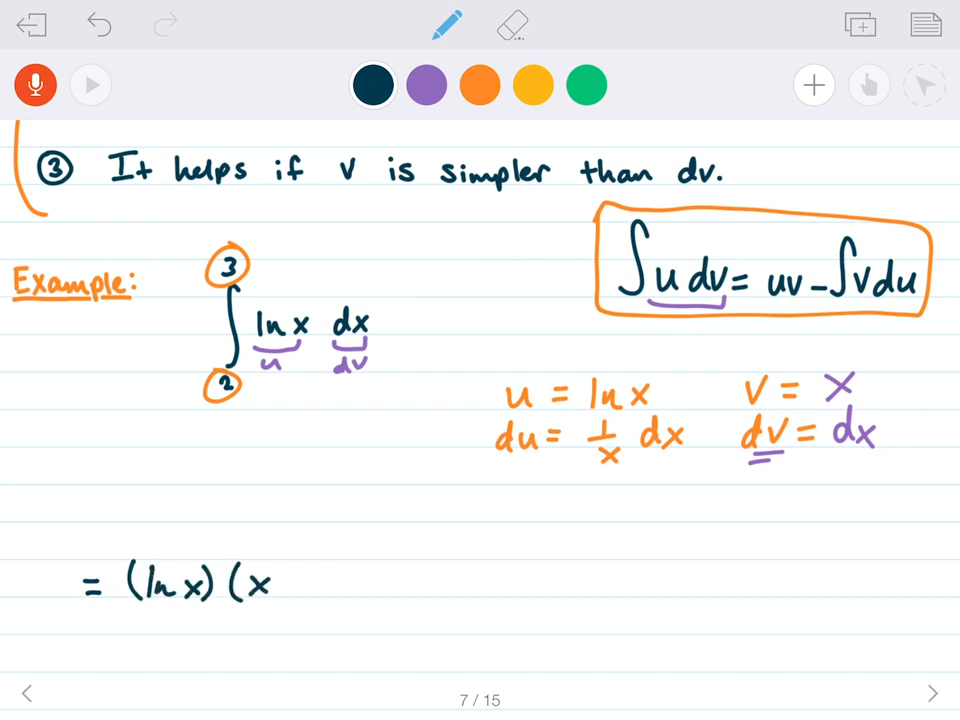 ③ It helps if v is simpler than dv.
∫u dv = uv - ∫v du
Example:
3
∫ ln x dx
u dv
2
u = ln x v = x
du = 1/x dx dv = dx
= (ln x) (x
7 / 15